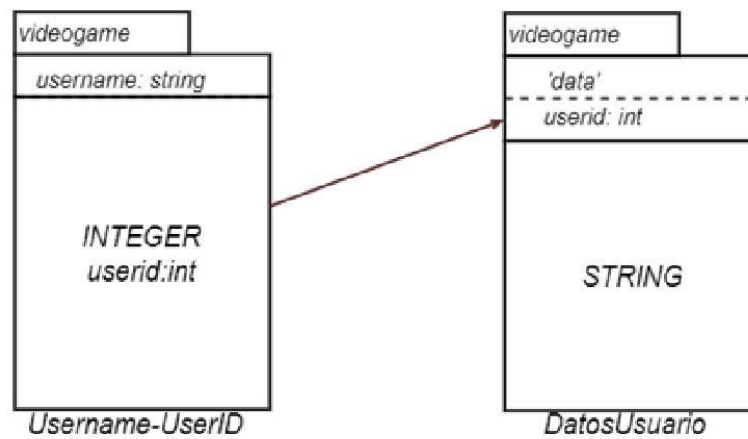 videogame
username: string
INTEGER
userid:int
Username-UserID
videogame
'data'
userid: int
STRING
DatosUsuario